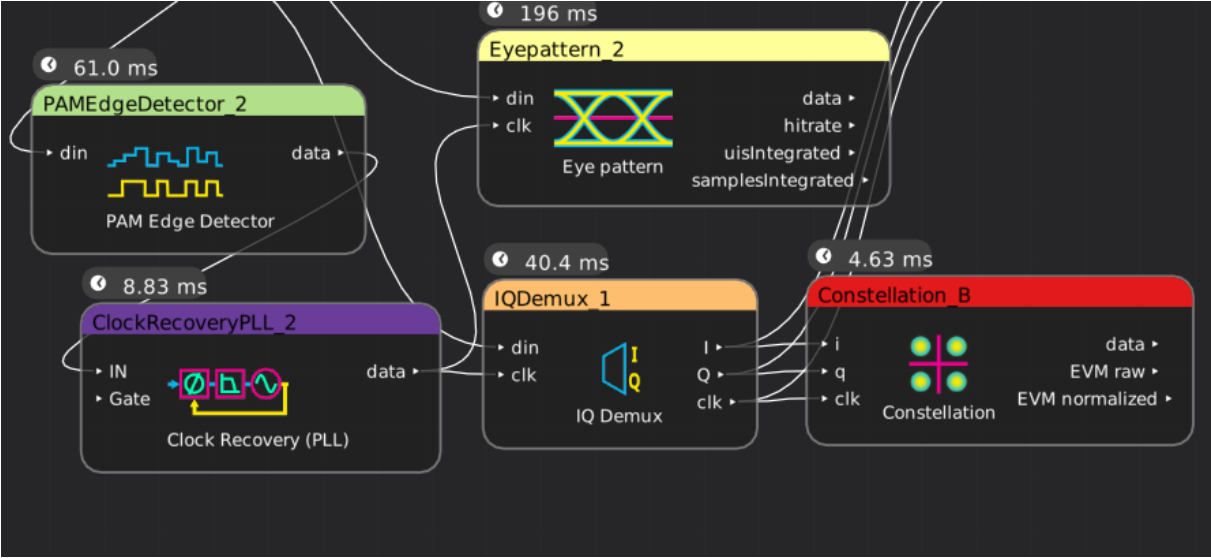 61.0 ms
PAMEdgeDetector_2
din
data
PAM Edge Detector
8.83 ms
ClockRecoveryPLL_2
IN
Gate
data
Clock Recovery (PLL)
196 ms
Eyepattern_2
din
clk
Eye pattern
data
hitrate
uisIntegrated
samplesIntegrated
40.4 ms
IQDemux_1
din
clk
I
Q
IQ Demux
I
Q
clk
4.63 ms
Constellation_B
i
q
clk
Constellation
data
EVM raw
EVM normalized